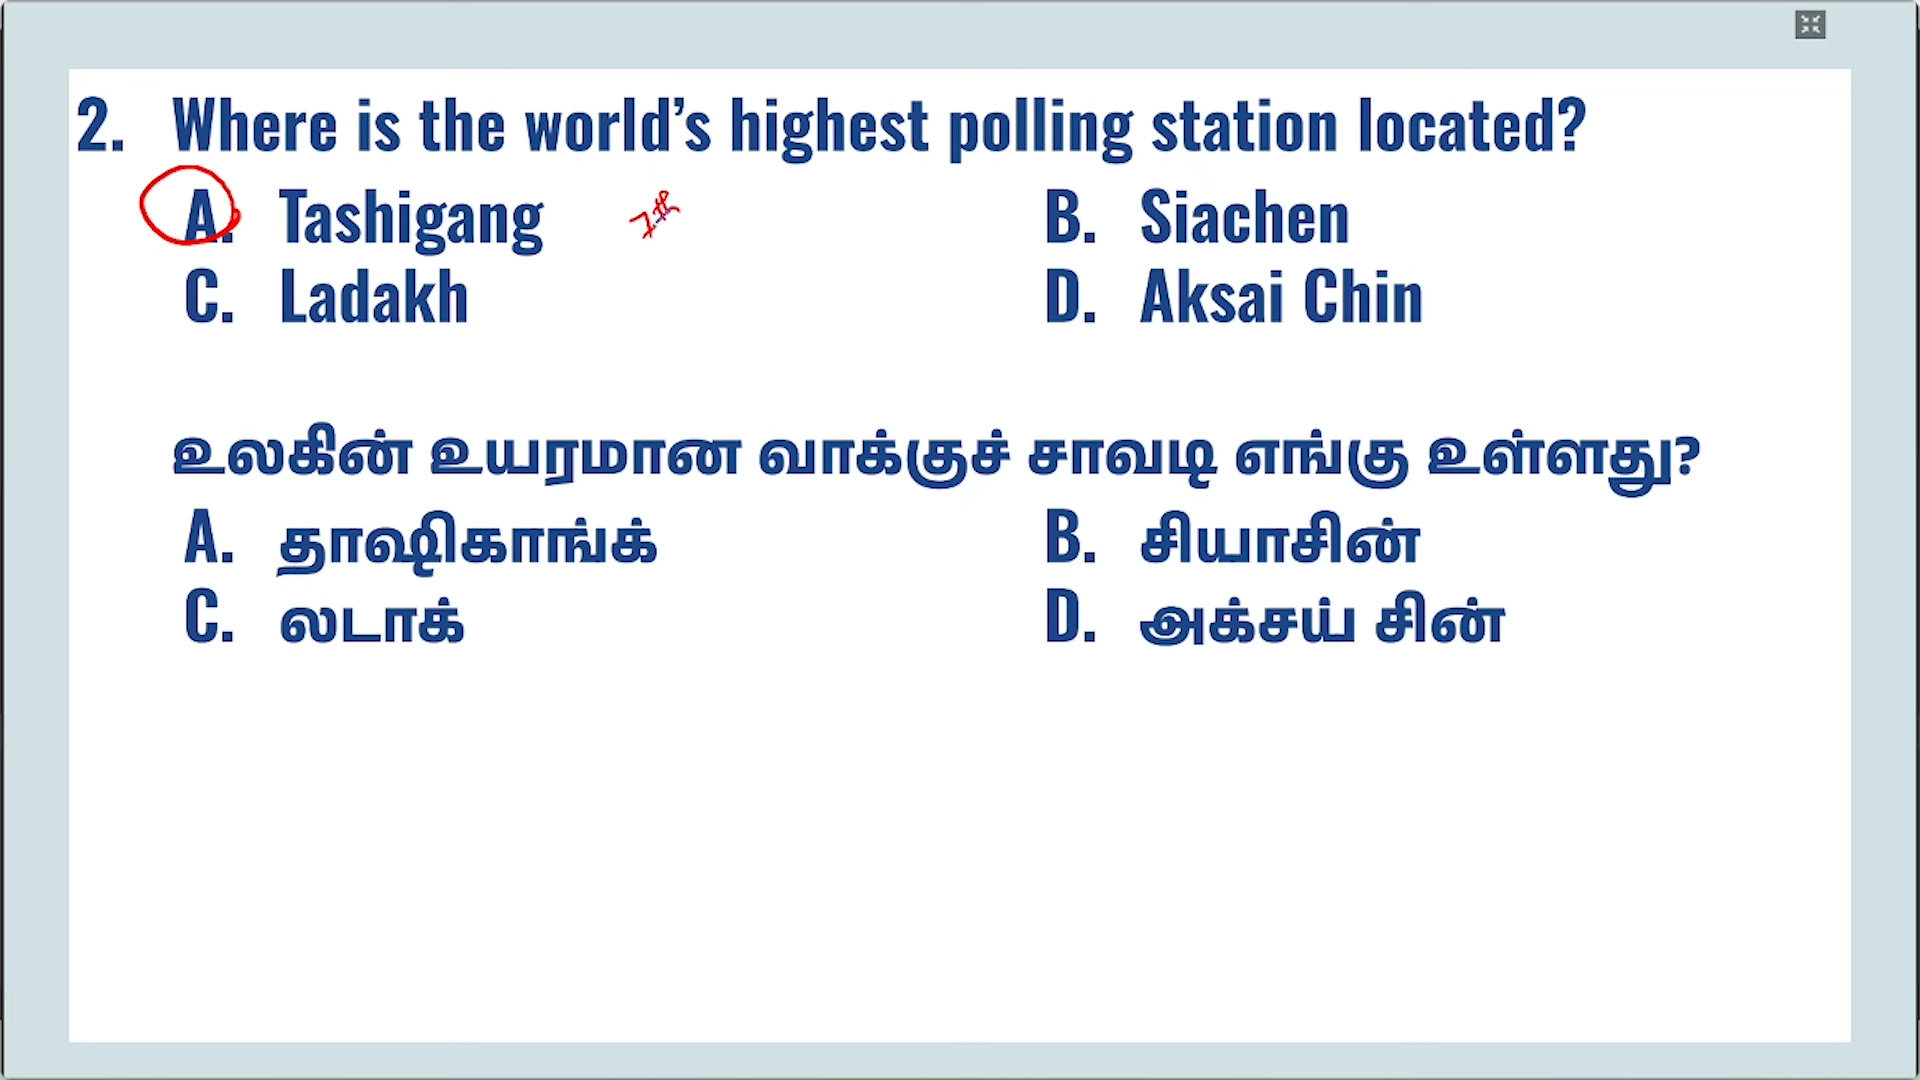 2. Where is the world’s highest polling station located?
A. Tashigang 7th B. Siachen
C. Ladakh D. Aksai Chin
உலகின் உயரமான வாக்குச் சாவடி எங்கு உள்ளது?
A. தாஷிகாங்க் B. சியாசின்
C. லடாக் D. அக்சய் சின்